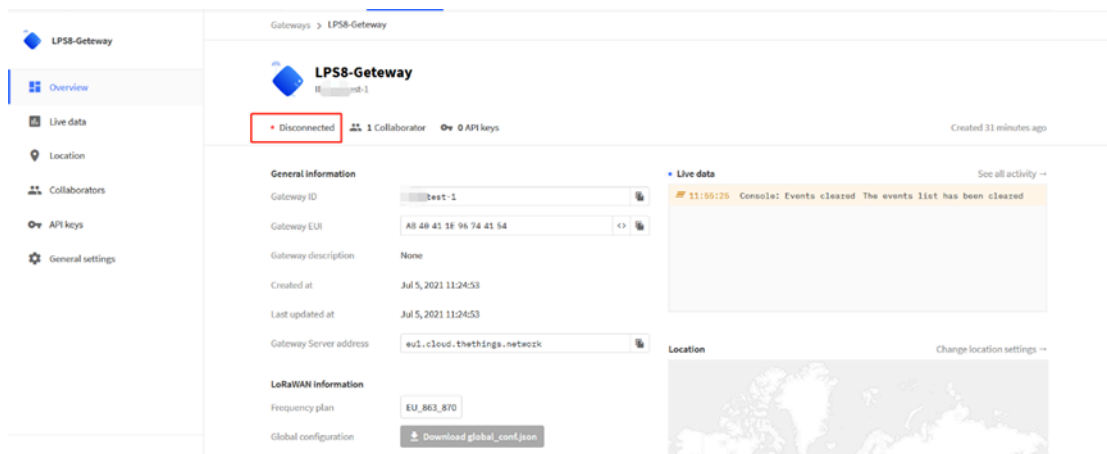 LPS8-Geteway
Overview
Live data
Location
Collaborators
API keys
General settings
Gateways > LPS8-Geteway
LPS8-Geteway
Disconnected 1 Collaborator 0 API keys Created 31 minutes ago
General information
Gateway ID test-1
Gateway EUI A8 40 41 1E 96 74 41 54
Gateway description None
Created at Jul 5, 2021 11:24:53
Last updated at Jul 5, 2021 11:24:53
Gateway Server address eu1.cloud.thethings.network
LoRaWAN information
Frequency plan EU_863_870
Global configuration Download global_conf.json
Live data See all activity →
11:55:25 Console: Events cleared The events list has been cleared
Location Change location settings →